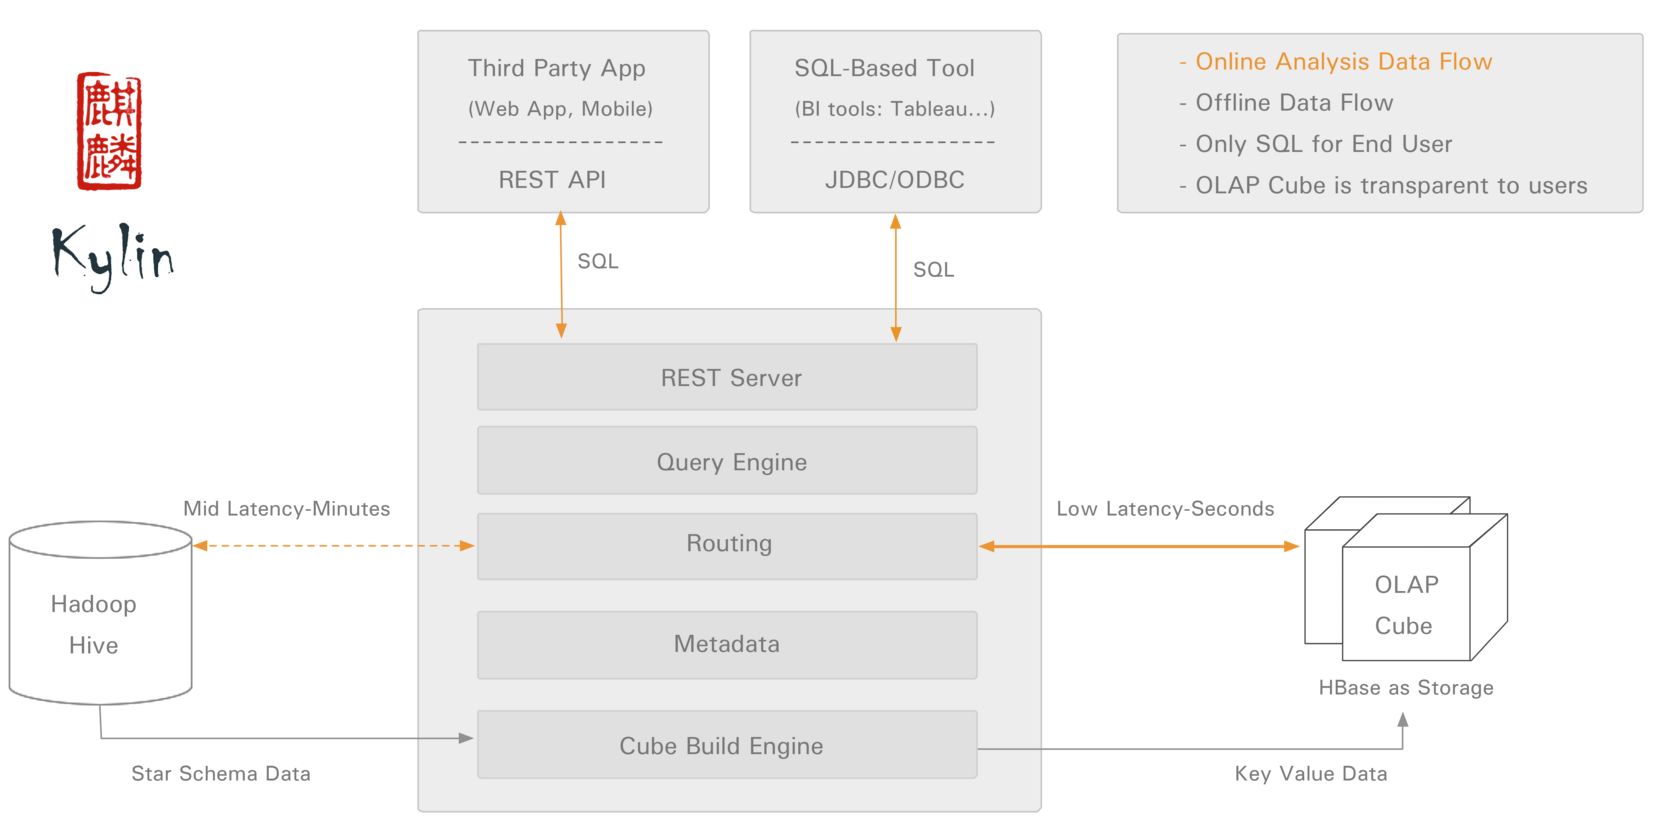 麒
麟
Kylin
Third Party App
(Web App, Mobile)
REST API
SQL-Based Tool
(BI tools: Tableau...)
JDBC/ODBC
- Online Analysis Data Flow
- Offline Data Flow
- Only SQL for End User
- OLAP Cube is transparent to users
SQL
SQL
REST Server
Query Engine
Routing
Metadata
Cube Build Engine
Mid Latency-Minutes
Low Latency-Seconds
Hadoop
Hive
OLAP
Cube
HBase as Storage
Star Schema Data
Key Value Data